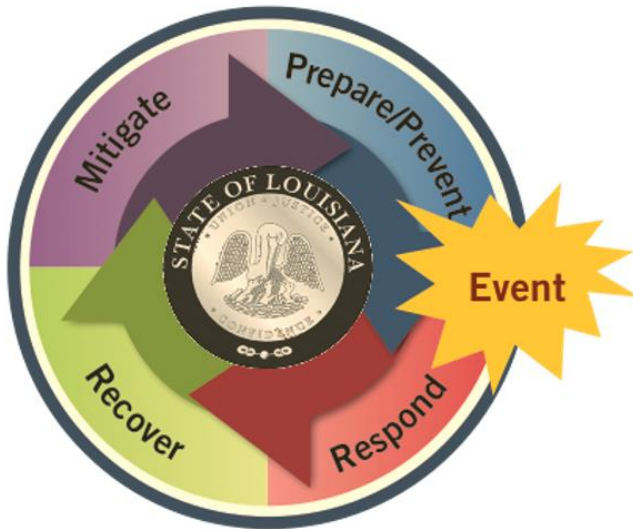 Mitigate
Prepare/Prevent
Event
Respond
Recover
STATE OF LOUISIANA
UNION · JUSTICE
· CONFIDENCE ·